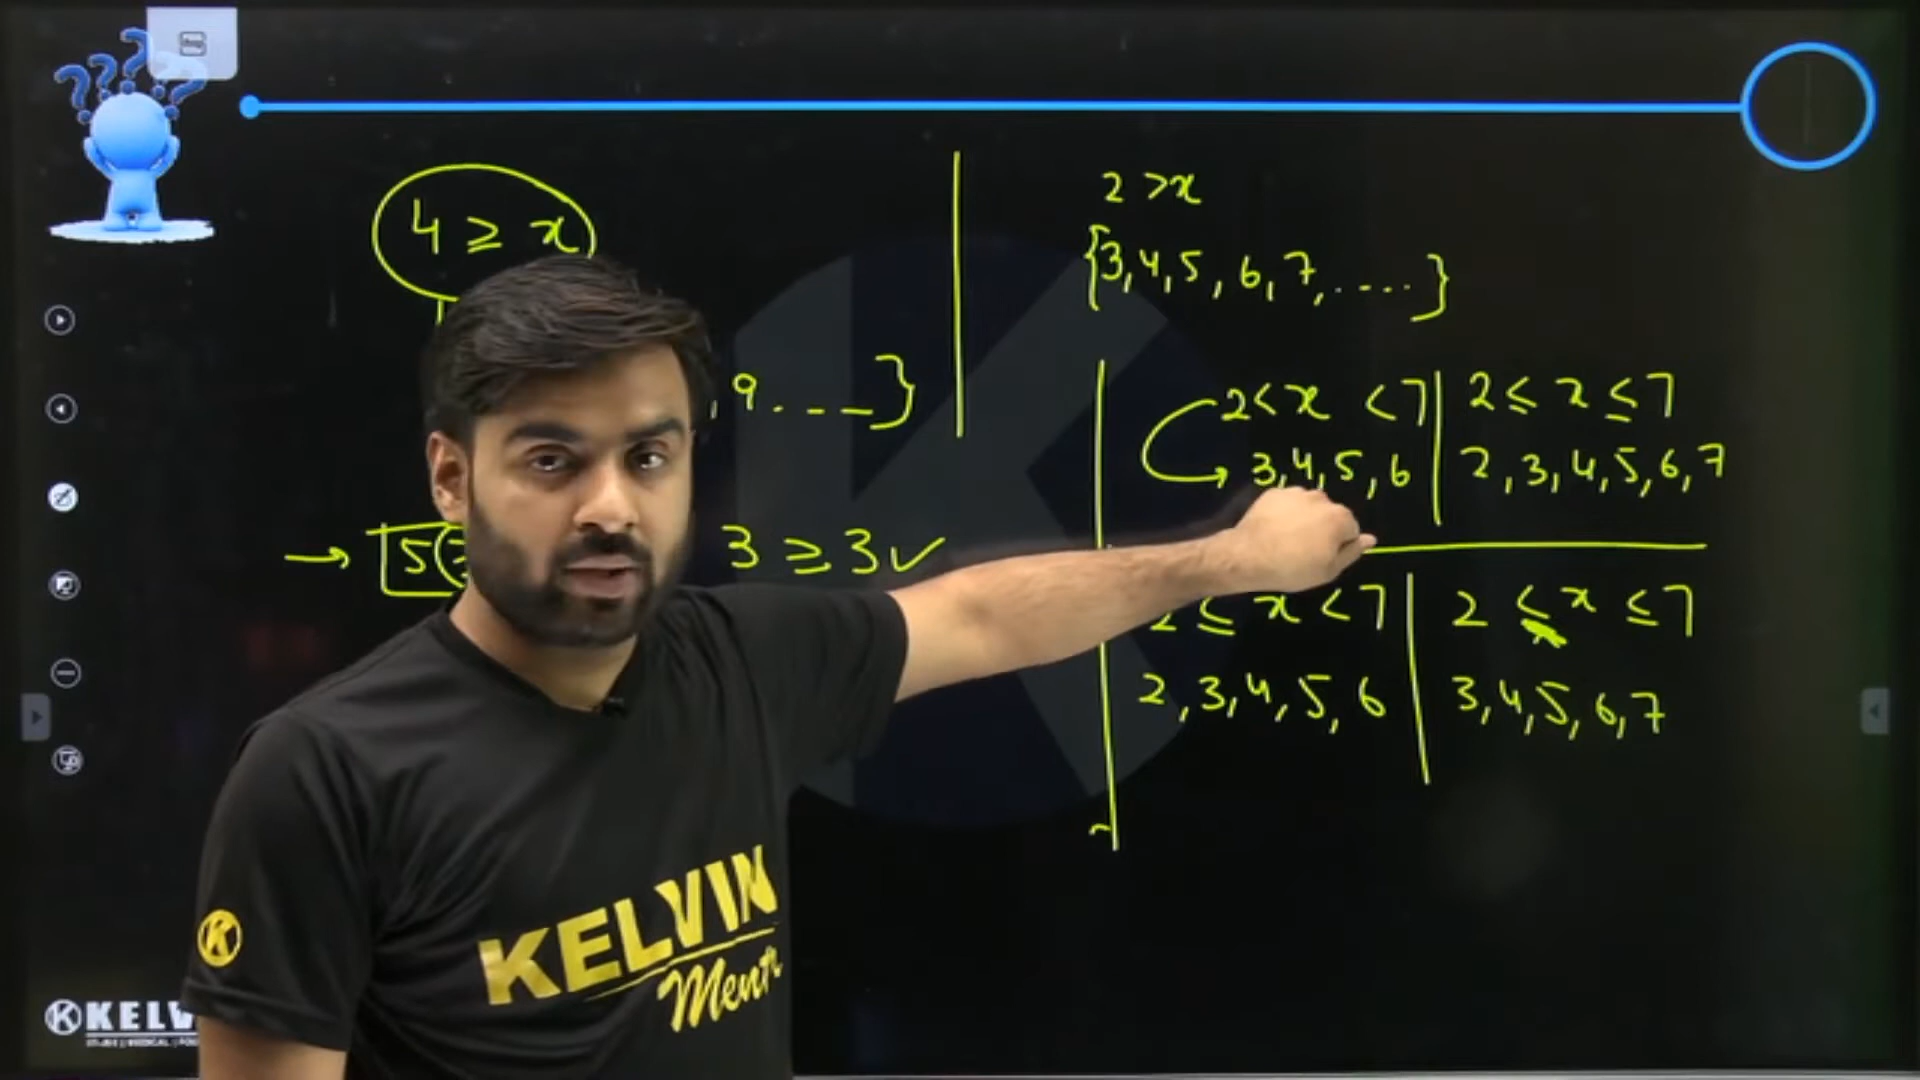 4 ≥ x
, 9 . - - - }
→ 5
3 ≥ 3 ✓
2 > x
{3, 4, 5, 6, 7, ..... }
2 < x < 7
3, 4, 5, 6
2 ≤ x ≤ 7
2, 3, 4, 5, 6, 7
2 ≤ x < 7
2, 3, 4, 5, 6
2 ≤ x ≤ 7
3, 4, 5, 6, 7
KELVIN
K
K KELV